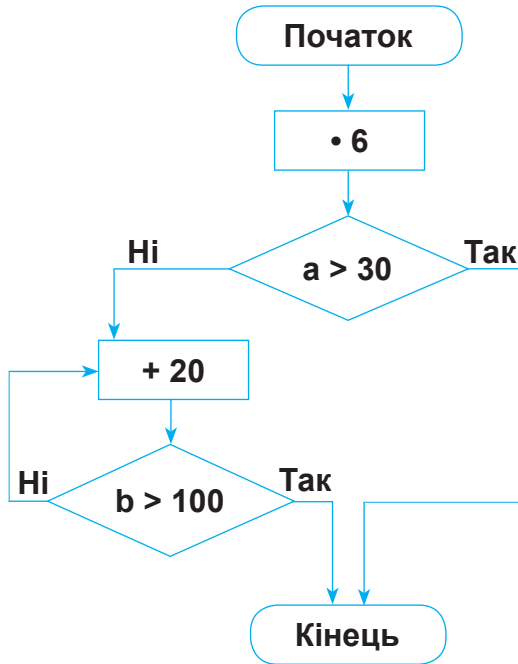 Початок
• 6
Ні
Так
a > 30
+ 20
Ні
Так
b > 100
Кінець